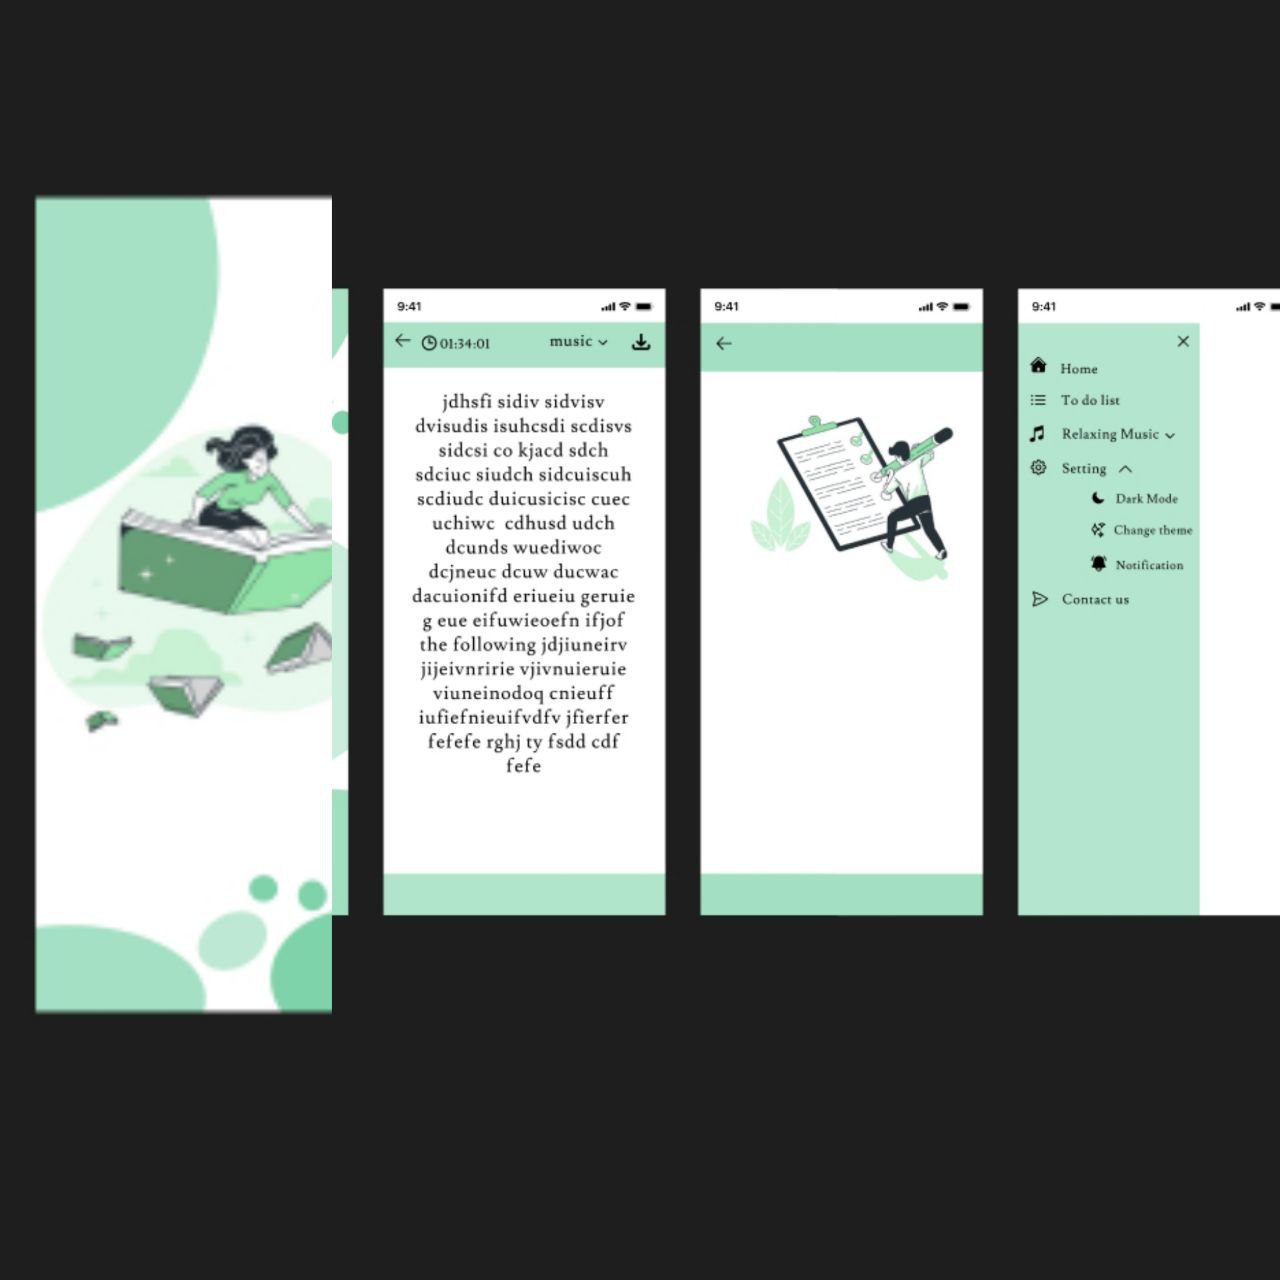 9:41
01:34:01 music
jdhsfi sidiv sidvisv
dvisudis isuhcsdi scdisvs
sidcsi co kjacd sdch
sdciuc siudch sidcuiscuh
scdiudc duicusicisc cuec
uchiwc cdhusd udch
dcunds wuediwoc
dcjneuc dcuw ducwac
dacuionifd eriueiu geruie
g eue eifuwieoefn ifjof
the following jdjiuneirv
jijeivnririe vjivnuieruie
viuneinodoq cnieuff
iufiefnieuifvdfv jfierfer
fefefe rghj ty fsdd cdf
fefe
9:41
9:41
Home
To do list
Relaxing Music
Setting
Dark Mode
Change theme
Notification
Contact us